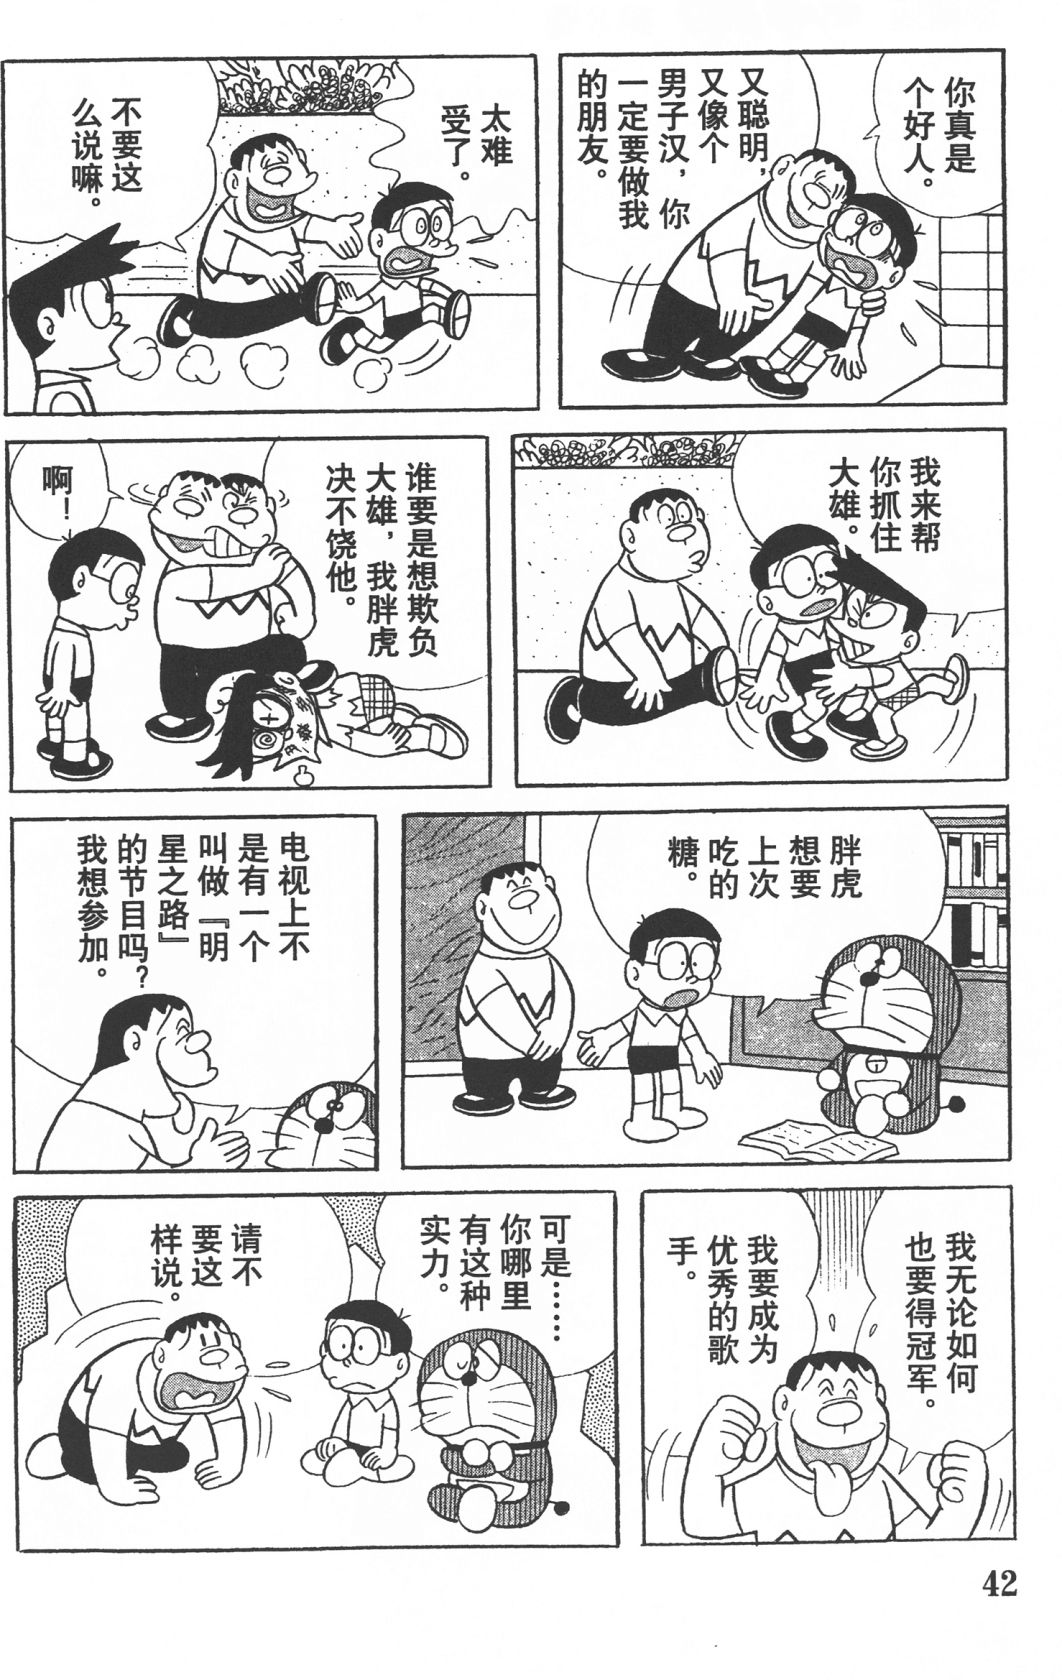 你真是
个好人。
又聪明，
又像个
男子汉，你
一定要做我
的朋友。
太难
受了。
不要这
么说嘛。
我来帮
你抓住
大雄。
谁要是想欺负
大雄，我胖虎
决不饶他。
啊！
胖虎
想要
上次
吃的
糖。
电视上不
是有一个
叫做『明
星之路』
的节目吗？
我想参加。
我无论如何
也要得冠军。
我要成为
优秀的歌
手。
可是……
你哪里
有这种
实力。
请不
要这
样说。
42